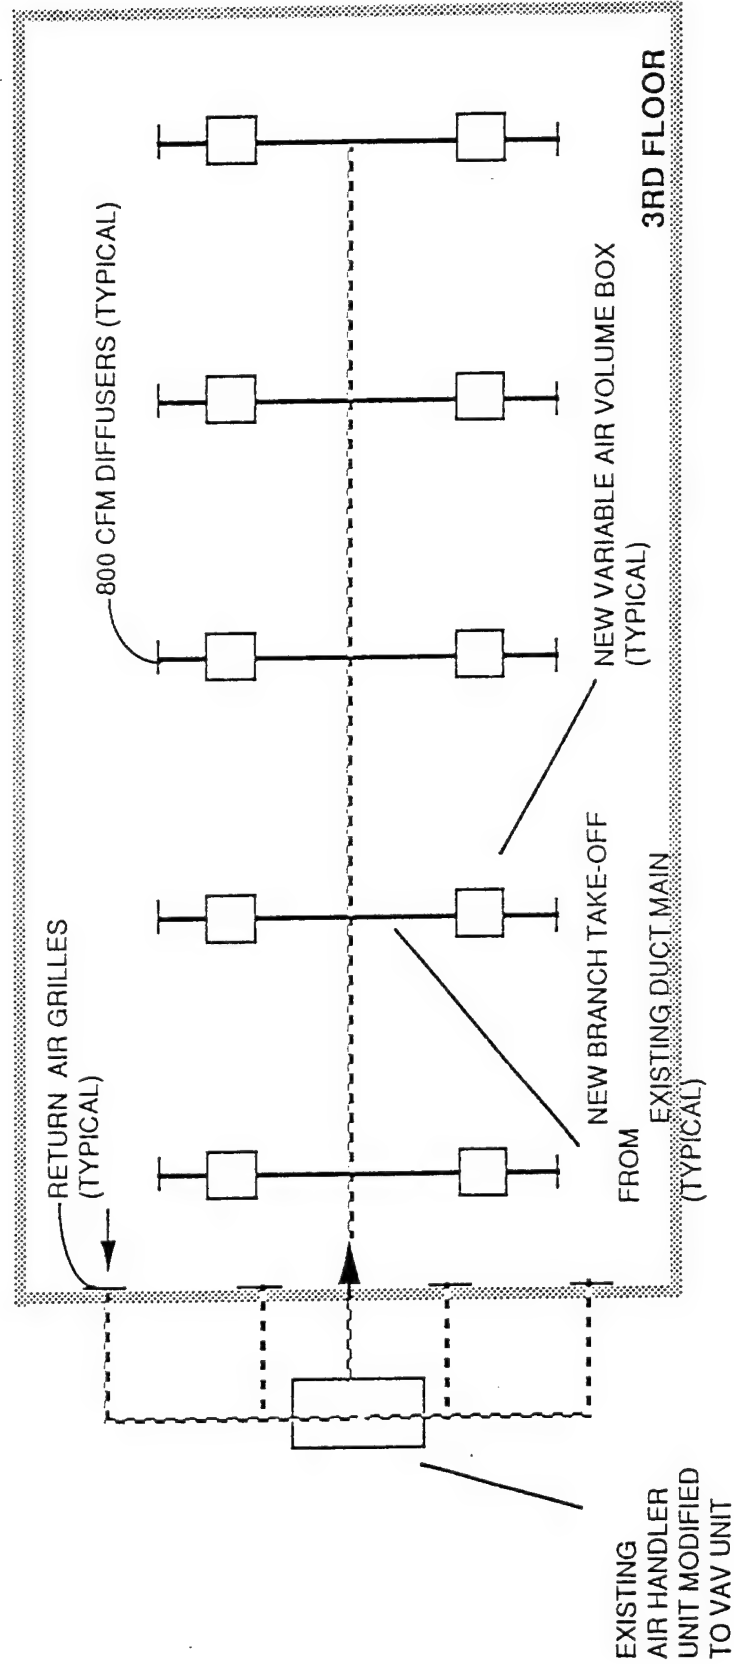 RETURN AIR GRILLES
(TYPICAL)
800 CFM DIFFUSERS (TYPICAL)
3RD FLOOR
NEW VARIABLE AIR VOLUME BOX
(TYPICAL)
NEW BRANCH TAKE-OFF
FROM
EXISTING DUCT MAIN
(TYPICAL)
EXISTING
AIR HANDLER
UNIT MODIFIED
TO VAV UNIT